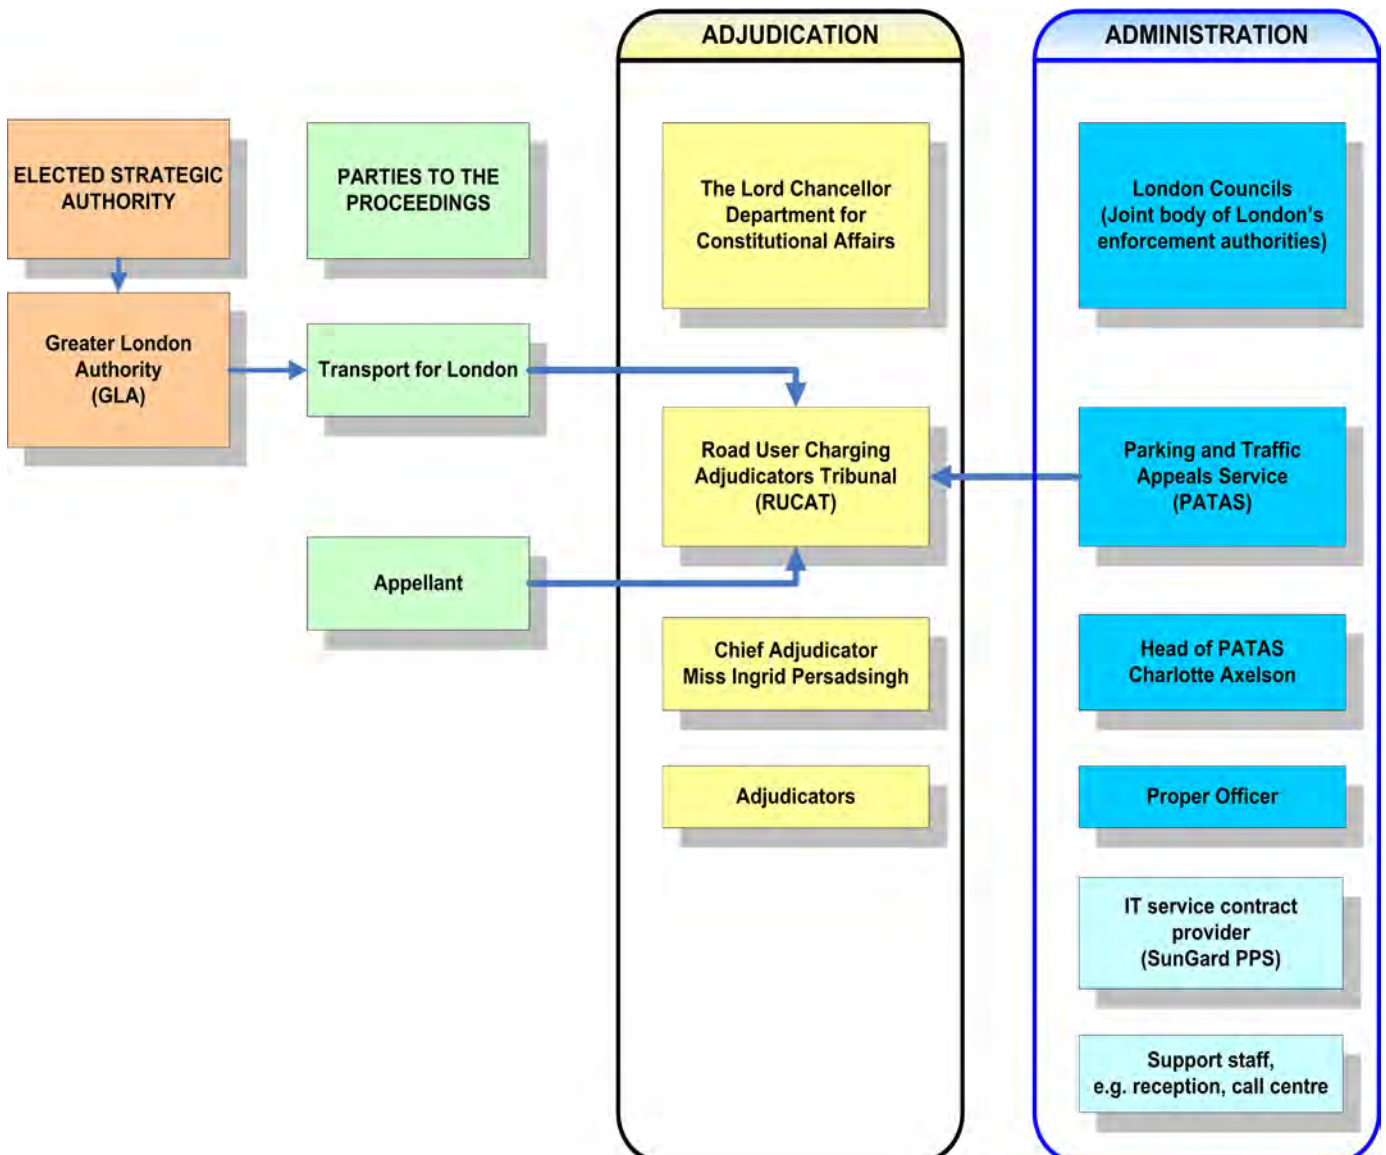 ADJUDICATION
ADMINISTRATION
ELECTED STRATEGIC
AUTHORITY
PARTIES TO THE
PROCEEDINGS
The Lord Chancellor
Department for
Constitutional Affairs
London Councils
(Joint body of London's
enforcement authorities)
Greater London
Authority
(GLA)
Transport for London
Road User Charging
Adjudicators Tribunal
(RUCAT)
Parking and Traffic
Appeals Service
(PATAS)
Appellant
Chief Adjudicator
Miss Ingrid Persadsingh
Head of PATAS
Charlotte Axelson
Adjudicators
Proper Officer
IT service contract
provider
(SunGard PPS)
Support staff,
e.g. reception, call centre